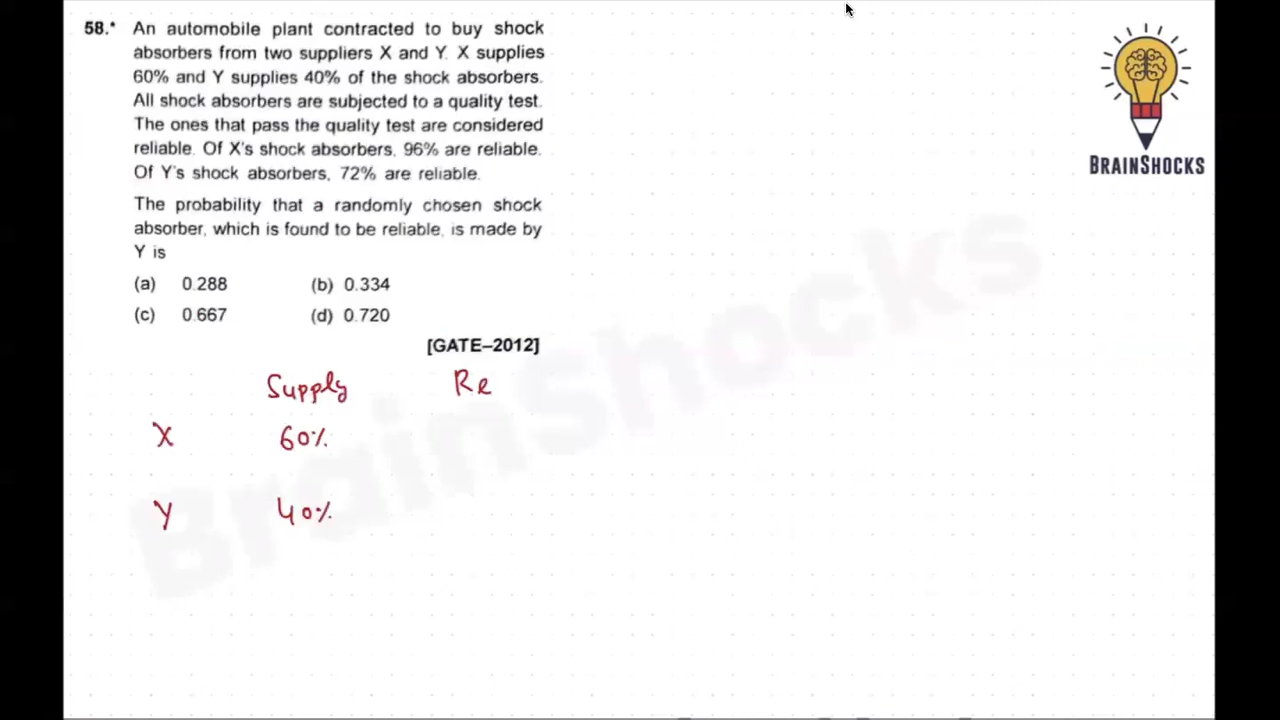 58.* An automobile plant contracted to buy shock
absorbers from two suppliers X and Y. X supplies
60% and Y supplies 40% of the shock absorbers.
All shock absorbers are subjected to a quality test.
The ones that pass the quality test are considered
reliable. Of X's shock absorbers, 96% are reliable.
Of Y's shock absorbers, 72% are reliable.
The probability that a randomly chosen shock
absorber, which is found to be reliable, is made by
Y is
(a) 0.288 (b) 0.334
(c) 0.667 (d) 0.720
[GATE–2012]
Supply Re
X 60%
Y 40%
BRAINSHOCKS
BrainShocks